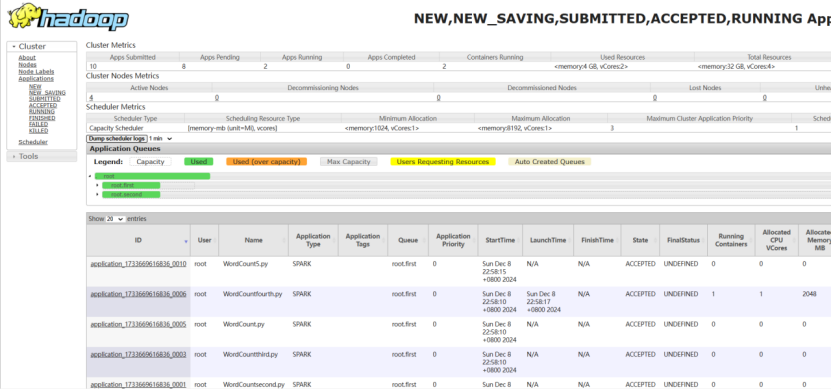 hadoop
NEW,NEW_SAVING,SUBMITTED,ACCEPTED,RUNNING App
Cluster
About
Nodes
Node Labels
Applications
NEW
NEW_SAVING
SUBMITTED
ACCEPTED
RUNNING
FINISHED
FAILED
KILLED
Scheduler
Tools
Cluster Metrics
Apps Submitted Apps Pending Apps Running Apps Completed Containers Running Used Resources Total Resources
10 8 2 0 2 <memory:4 GB, vCores:2> <memory:32 GB, vCores:4>
Cluster Nodes Metrics
Active Nodes Decommissioning Nodes Decommissioned Nodes Lost Nodes Unhea
4 0 0 0 0
Scheduler Metrics
Scheduler Type Scheduling Resource Type Minimum Allocation Maximum Allocation Maximum Cluster Application Priority Schedule
Capacity Scheduler [memory-mb (unit=Mi), vcores] <memory:1024, vCores:1> <memory:8192, vCores:1> 3 1
Dump scheduler logs 1 min
Application Queues
Legend: Capacity Used Used (over capacity) Max Capacity Users Requesting Resources Auto Created Queues
root
root.first
root.second
Show 20 entries
ID User Name Application Type Application Tags Queue Application Priority StartTime LaunchTime FinishTime State FinalStatus Running Containers Allocated CPU VCores Allocated Memory MB
application_1733669616836_0010 root WordCount5.py SPARK root.first 0 Sun Dec 8 22:58:15 +0800 2024 N/A N/A ACCEPTED UNDEFINED 0 0 0
application_1733669616836_0006 root WordCountfourth.py SPARK root.first 0 Sun Dec 8 22:58:10 +0800 2024 Sun Dec 8 22:58:17 +0800 2024 N/A ACCEPTED UNDEFINED 1 1 2048
application_1733669616836_0005 root WordCount.py SPARK root.first 0 Sun Dec 8 22:58:10 +0800 2024 N/A N/A ACCEPTED UNDEFINED 0 0 0
application_1733669616836_0003 root WordCountthird.py SPARK root.first 0 Sun Dec 8 22:58:10 +0800 2024 N/A N/A ACCEPTED UNDEFINED 0 0 0
application_1733669616836_0001 root WordCountsecond.py SPARK root.first 0 Sun Dec 8 N/A N/A ACCEPTED UNDEFINED 0 0 0